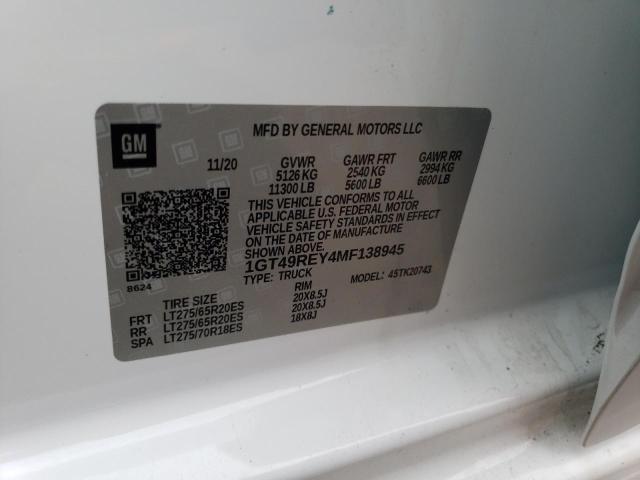 GM
MFD BY GENERAL MOTORS LLC
11/20 GVWR GAWR FRT GAWR RR
5126 KG 2540 KG 2994 KG
11300 LB 5600 LB 6600 LB
THIS VEHICLE CONFORMS TO ALL
APPLICABLE U.S. FEDERAL MOTOR
VEHICLE SAFETY STANDARDS IN EFFECT
ON THE DATE OF MANUFACTURE
SHOWN ABOVE.
1GT49REY4MF138945
8624 TYPE: TRUCK MODEL: 45TK20743
TIRE SIZE RIM
FRT LT275/65R20ES 20X8.5J
RR LT275/65R20ES 20X8.5J
SPA LT275/70R18ES 18X8J